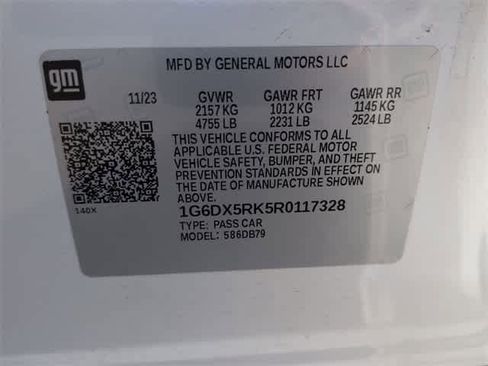 gm
MFD BY GENERAL MOTORS LLC
11/23 GVWR GAWR FRT GAWR RR
2157 KG 1012 KG 1145 KG
4755 LB 2231 LB 2524 LB
THIS VEHICLE CONFORMS TO ALL
APPLICABLE U.S. FEDERAL MOTOR
VEHICLE SAFETY, BUMPER, AND THEFT
PREVENTION STANDARDS IN EFFECT ON
THE DATE OF MANUFACTURE SHOWN
ABOVE.
140X
1G6DX5RK5R0117328
TYPE: PASS CAR
MODEL: 586DB79